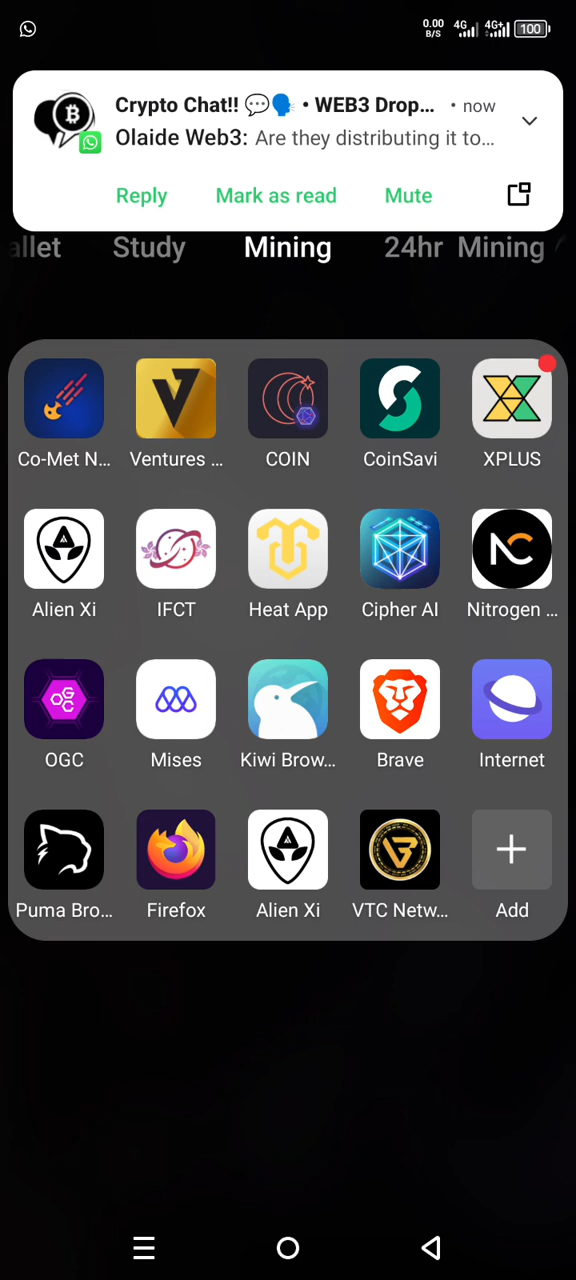 0.00 B/S 4G 4G+ 100
Crypto Chat!! 💬🗣️ • WEB3 Drop... • now
Olaide Web3: Are they distributing it to...
Reply Mark as read Mute
allet Study Mining 24hr Mining
Co-Met N... Ventures ... COIN CoinSavi XPLUS
Alien Xi IFCT Heat App Cipher AI Nitrogen ...
OGC Mises Kiwi Brow... Brave Internet
Puma Bro... Firefox Alien Xi VTC Netw... Add